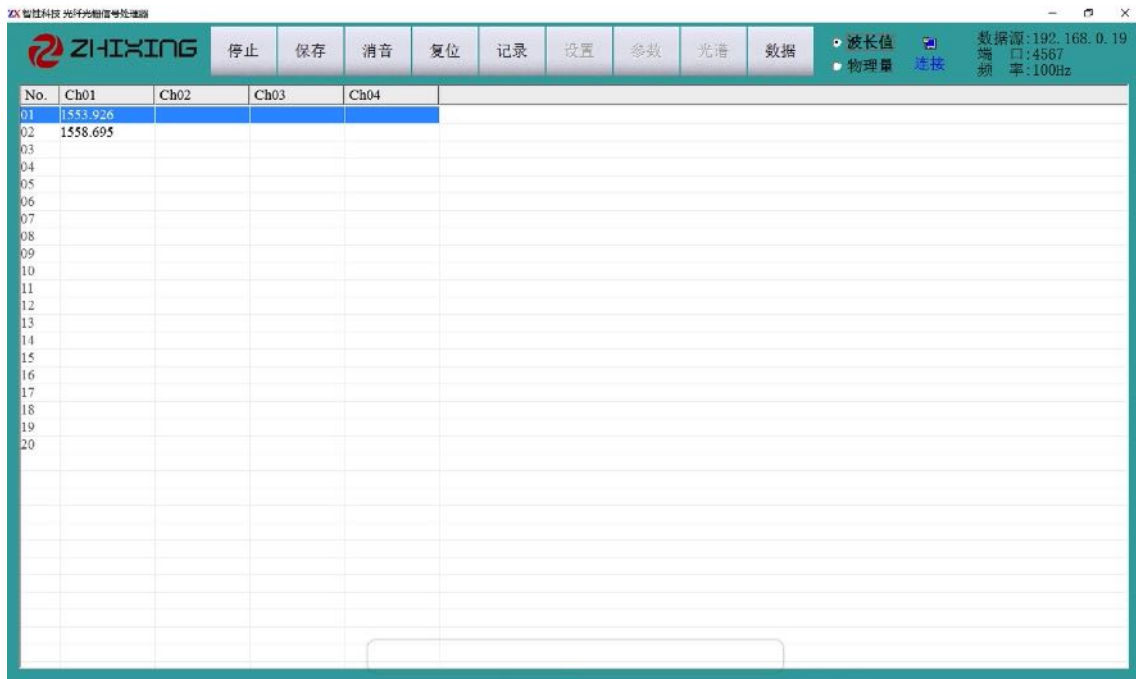 智性科技 光纤光栅信号处理器
ZHIXING
停止 保存 消音 复位 记录 设置 参数 光谱 数据
波长值
物理量
连接
数据源:192.168.0.19
端 口:4567
频 率:100Hz
No. Ch01 Ch02 Ch03 Ch04
01 1553.926
02 1558.695
03
04
05
06
07
08
09
10
11
12
13
14
15
16
17
18
19
20